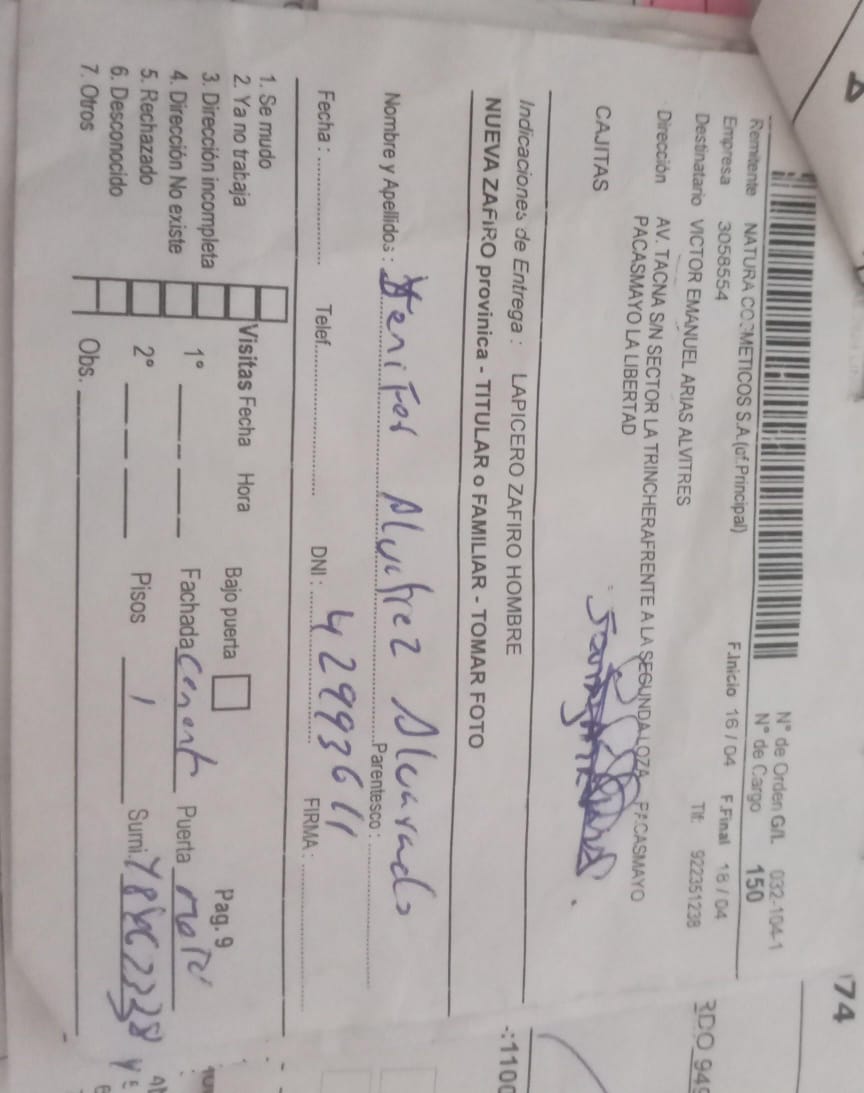 74
N° de Orden G/L 032-104-1
N° de Cargo 150
Remitente NATURA COSMETICOS S.A.(of.Principal)
Empresa 3058554
F.Inicio 16 / 04 F.Final 18 / 04
Destinatario VICTOR EMANUEL ARIAS ALVITRES
Tlf: 922351238
Dirección AV. TACNA S/N SECTOR LA TRINCHERAFRENTE A LA SEGUNDA LOZA PACASMAYO
PACASMAYO LA LIBERTAD
CAJITAS
Indicaciones de Entrega : LAPICERO ZAFIRO HOMBRE
NUEVA ZAFIRO provinica - TITULAR o FAMILIAR - TOMAR FOTO
Nombre y Apellidos : Yenifer Alvarez Alvarado Parentesco :
Fecha : Telef. DNI : 42993611 FIRMA :
1. Se mudo
2. Ya no trabaja
3. Dirección incompleta
4. Dirección No existe
5. Rechazado
6. Desconocido
7. Otros
Visitas Fecha Hora
Bajo puerta
Pag. 9
1° Fachada Puerta
2° Pisos 1 Sumi.
Obs.